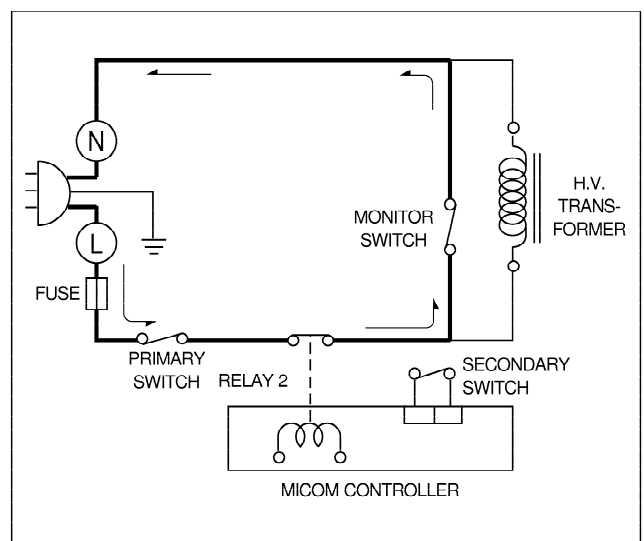 N
L
FUSE
MONITOR
SWITCH
H.V.
TRANS-
FORMER
PRIMARY
SWITCH
RELAY 2
SECONDARY
SWITCH
MICOM CONTROLLER